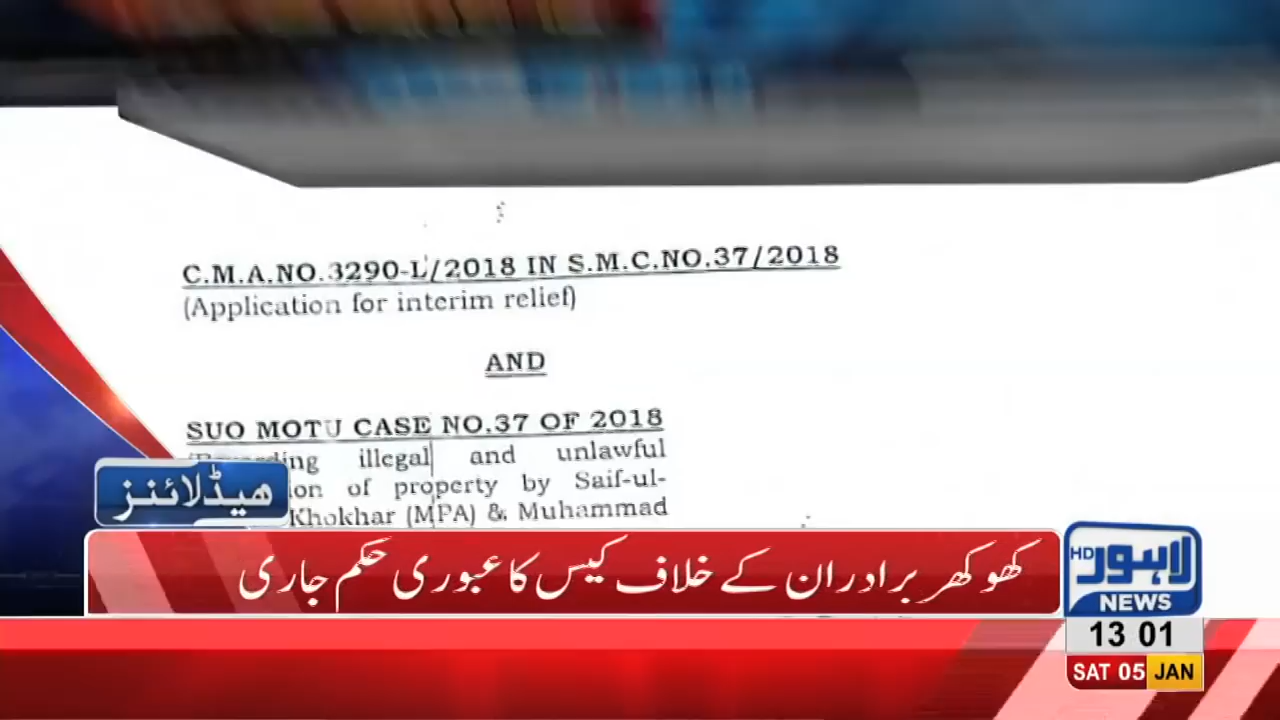 C.M.A.NO.3290-L/2018 IN S.M.C.NO.37/2018
(Application for interim relief)
AND
SUO MOTU CASE NO.37 OF 2018
illegal and unlawful
of property by Saif-ul-
Khokhar (MPA) & Muhammad
ھیڈلائنز
کھوکھر برادران کے خلاف کیس کا عبوری حکم جاری
HD لاہور
NEWS
13 01
SAT 05 JAN